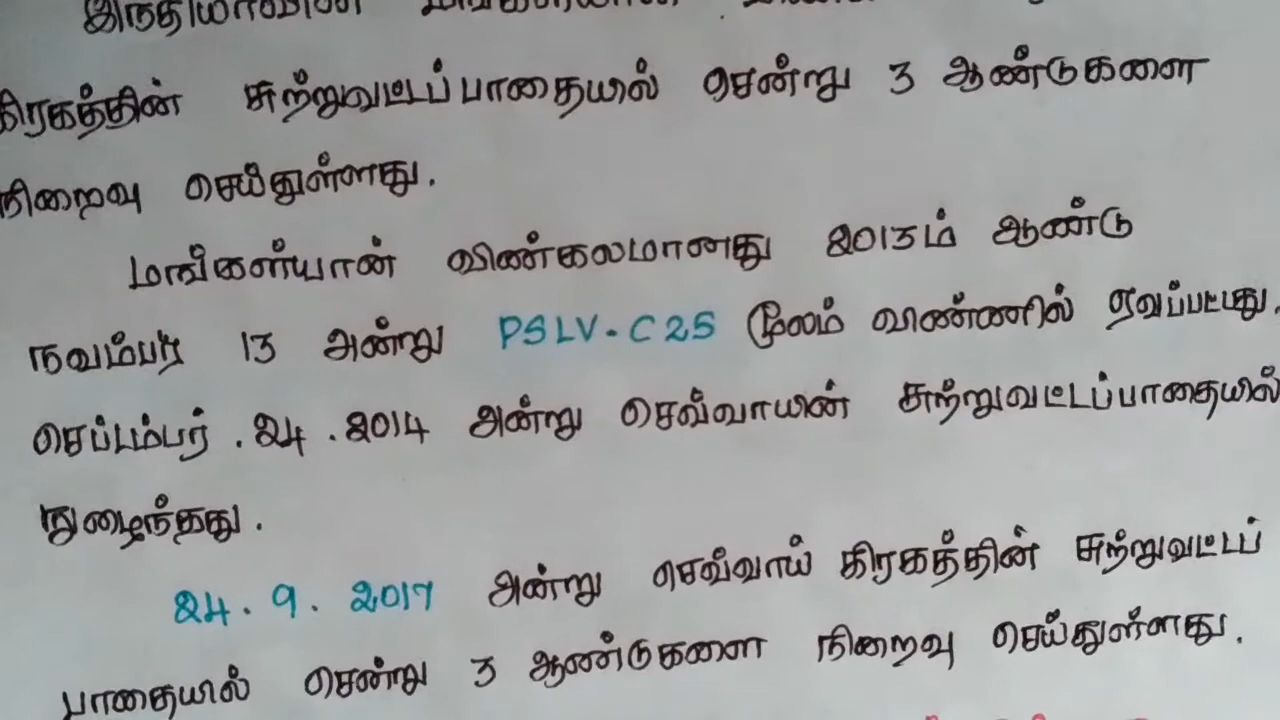 இந்தியாவின்
கிரகத்தின் சுற்றுவட்டப்பாதையில் சென்று 3 ஆண்டுகளை
நிறைவு செய்துள்ளது.
மங்கள்யான் விண்கலமானது 2013ம் ஆண்டு
நவம்பர் 13 அன்று PSLV-C25 மூலம் விண்ணில் ஏவப்பட்டது.
செப்டம்பர் .24 .2014 அன்று செவ்வாயின் சுற்றுவட்டப்பாதையில்
நுழைந்தது.
24.9.2017 அன்று செவ்வாய் கிரகத்தின் சுற்றுவட்டப்
பாதையில் சென்று 3 ஆண்டுகளை நிறைவு செய்துள்ளது.